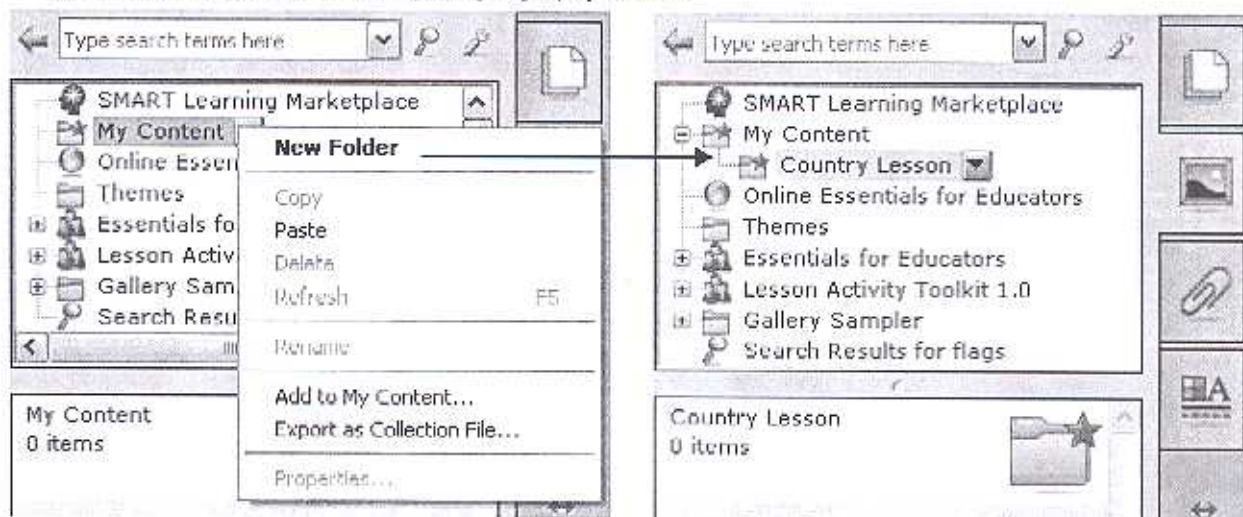 Type search terms here
SMART Learning Marketplace
My Content
Online Essen
Themes
Essentials fo
Lesson Activ
Gallery Sam
Search Resu
New Folder
Copy
Paste
Delete
Refresh F5
Rename
Add to My Content...
Export as Collection File...
Properties...
My Content
0 items
Type search terms here
SMART Learning Marketplace
My Content
Country Lesson
Online Essentials for Educators
Themes
Essentials for Educators
Lesson Activity Toolkit 1.0
Gallery Sampler
Search Results for flags
Country Lesson
0 items
A